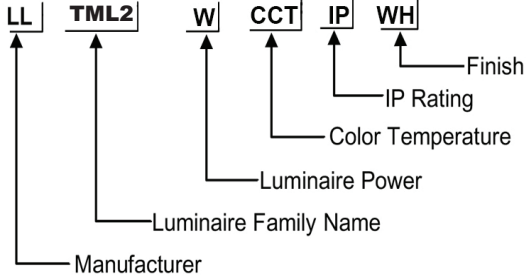 LL TML2 W CCT IP WH
Finish
IP Rating
Color Temperature
Luminaire Power
Luminaire Family Name
Manufacturer